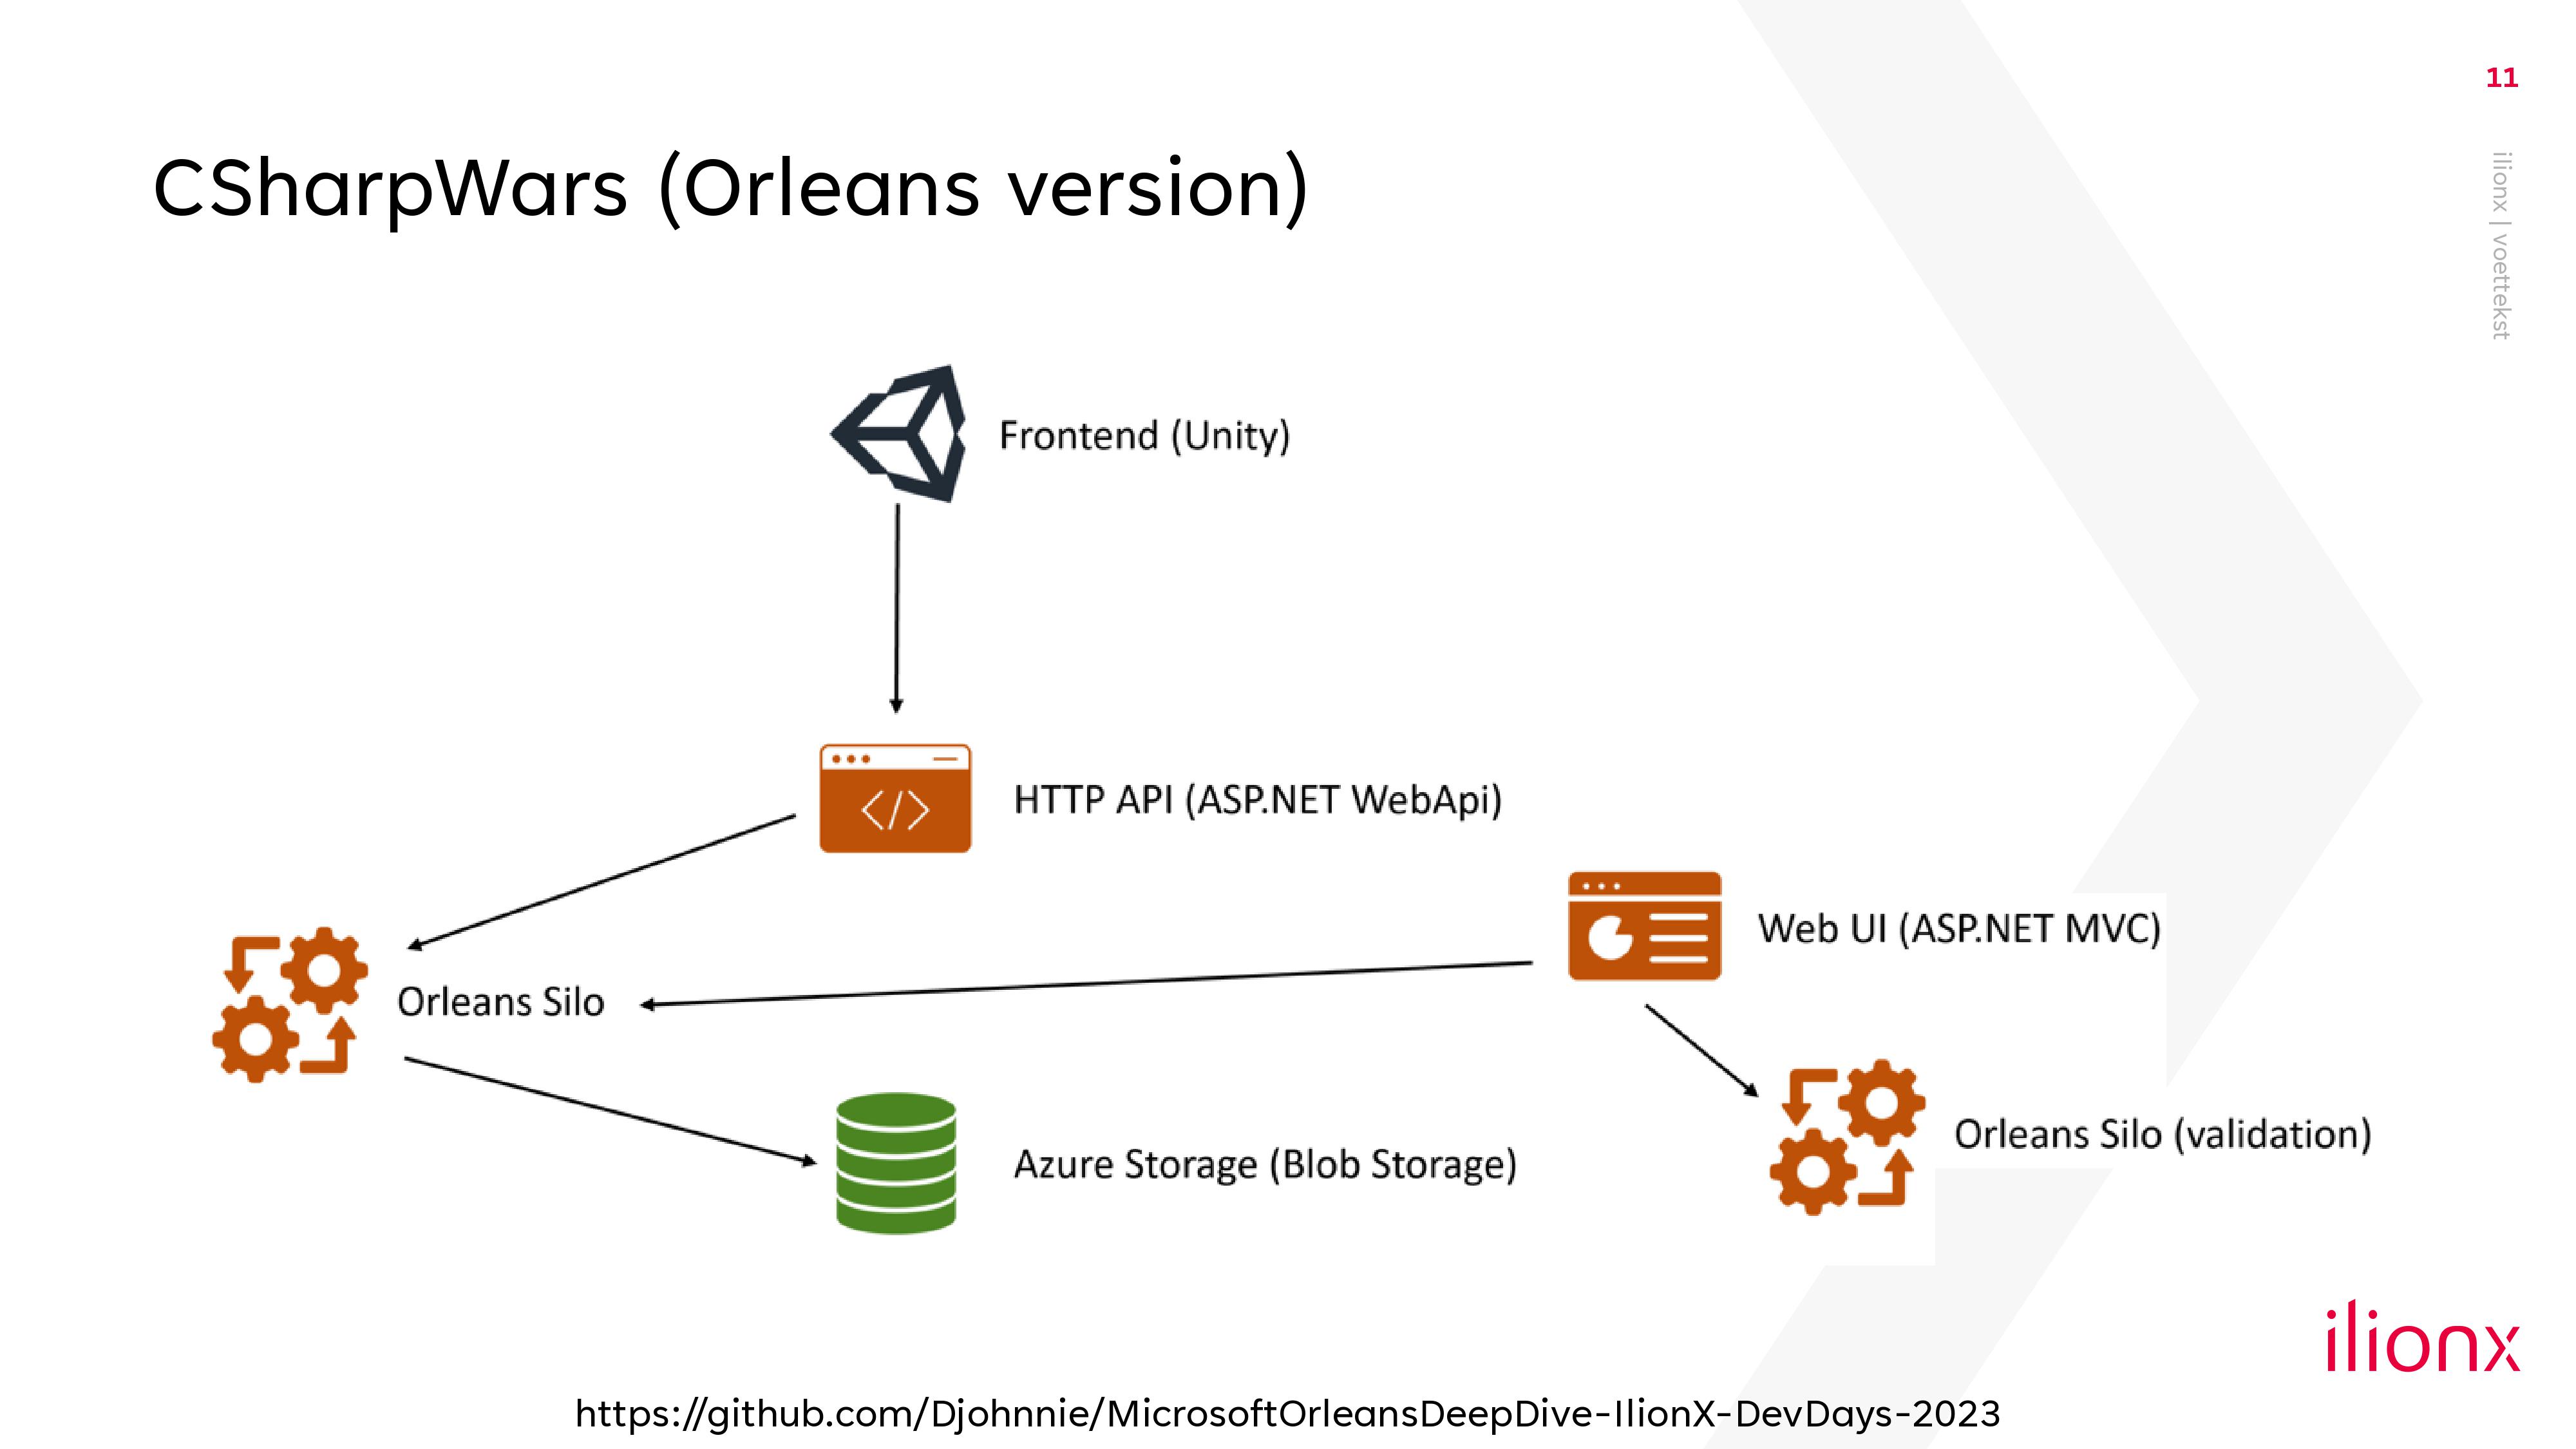 11
ilionx | voettekst
CSharpWars (Orleans version)
Frontend (Unity)
</>
HTTP API (ASP.NET WebApi)
Web UI (ASP.NET MVC)
Orleans Silo
Orleans Silo (validation)
Azure Storage (Blob Storage)
ilionx
https://github.com/Djohnnie/MicrosoftOrleansDeepDive-IlionX-DevDays-2023